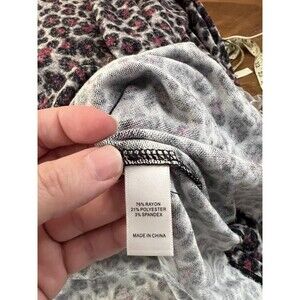 76% RAYON
21% POLYESTER
3% SPANDEX
MADE IN CHINA